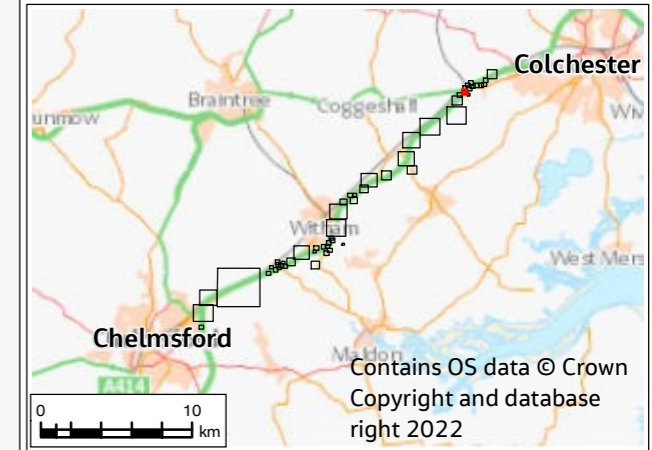 Colchester
Braintree
Coggeshall
unmow
Witham
West Mers
Chelmsford
Maldon
Contains OS data © Crown
Copyright and database
right 2022
A414
0 10
km